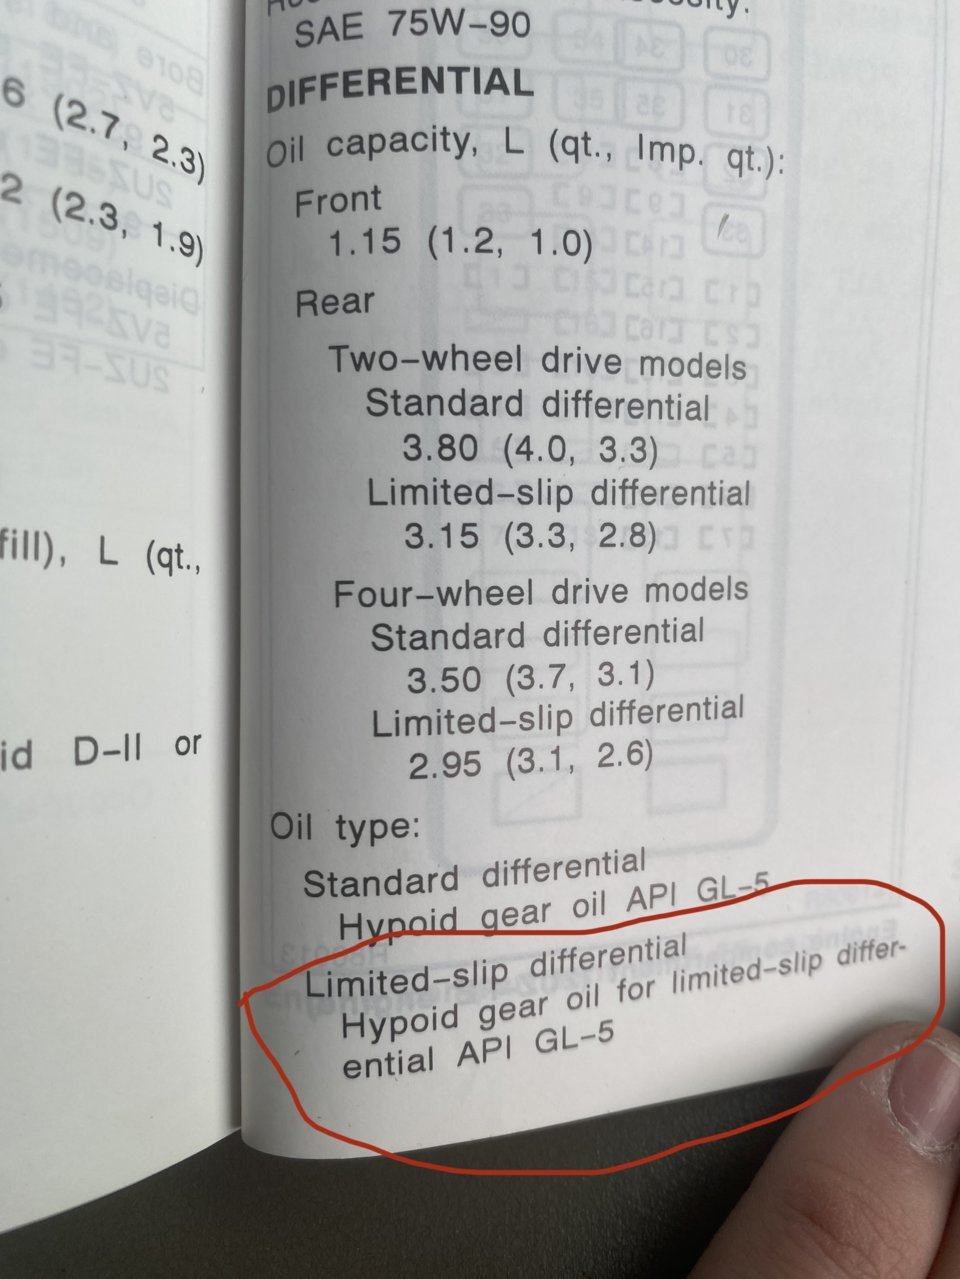 6 (2.7, 2.3)
2 (2.3, 1.9)
fill), L (qt.,
id D-II or
SAE 75W-90
DIFFERENTIAL
Oil capacity, L (qt., Imp. qt.):
Front
1.15 (1.2, 1.0)
Rear
Two-wheel drive models
Standard differential
3.80 (4.0, 3.3)
Limited-slip differential
3.15 (3.3, 2.8)
Four-wheel drive models
Standard differential
3.50 (3.7, 3.1)
Limited-slip differential
2.95 (3.1, 2.6)
Oil type:
Standard differential
Hypoid gear oil API GL-5
Limited-slip differential
Hypoid gear oil for limited-slip differ-
ential API GL-5